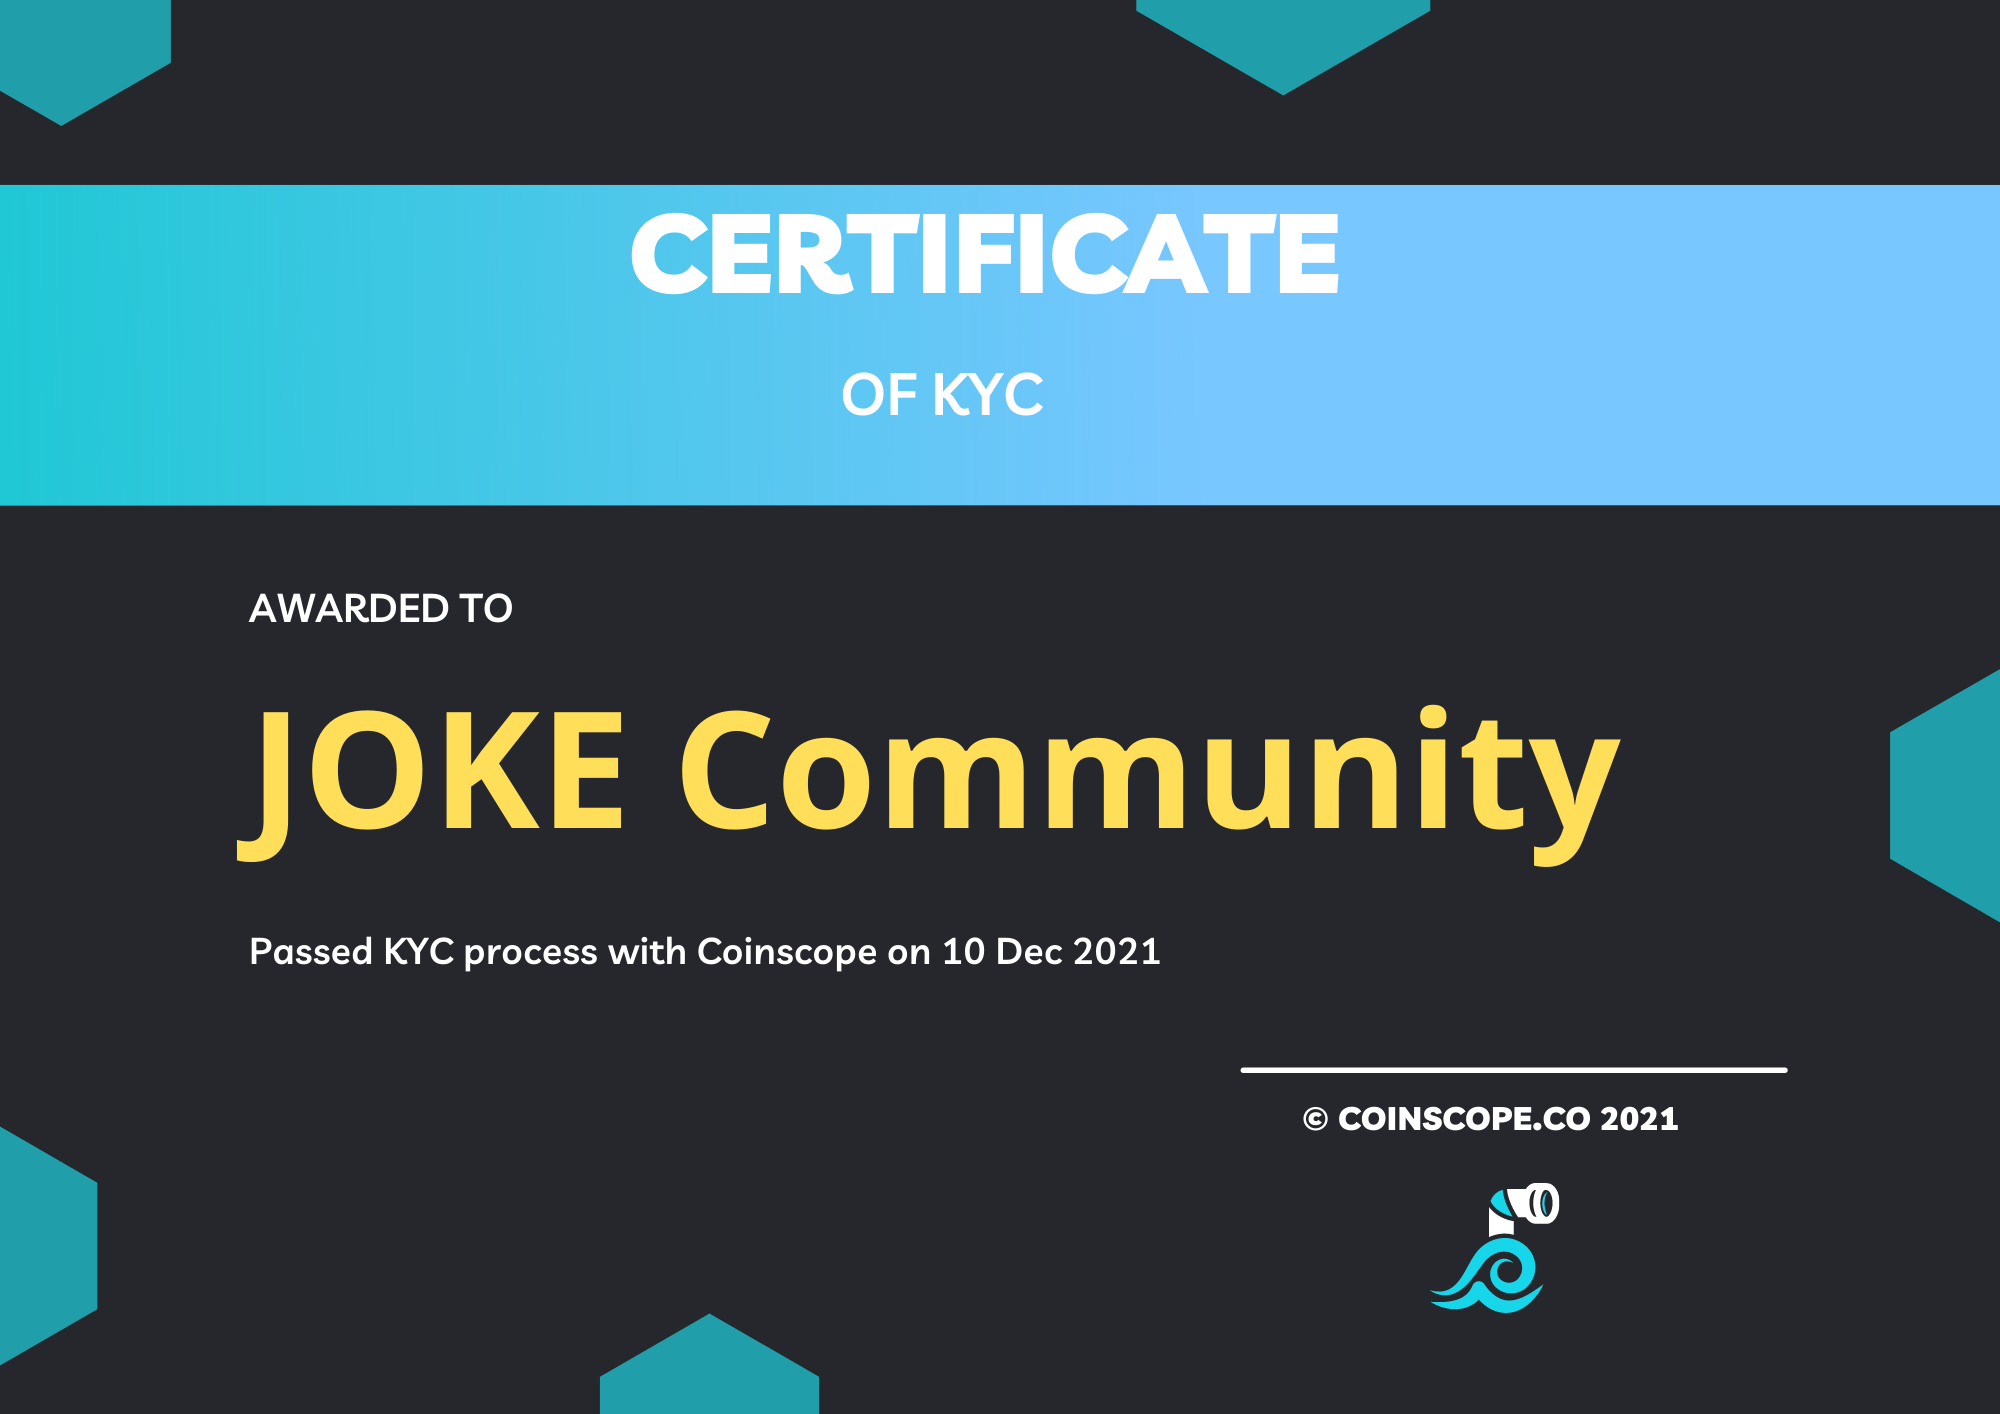 CERTIFICATE
OF KYC
AWARDED TO
JOKE Community
Passed KYC process with Coinscope on 10 Dec 2021
© COINSCOPE.CO 2021